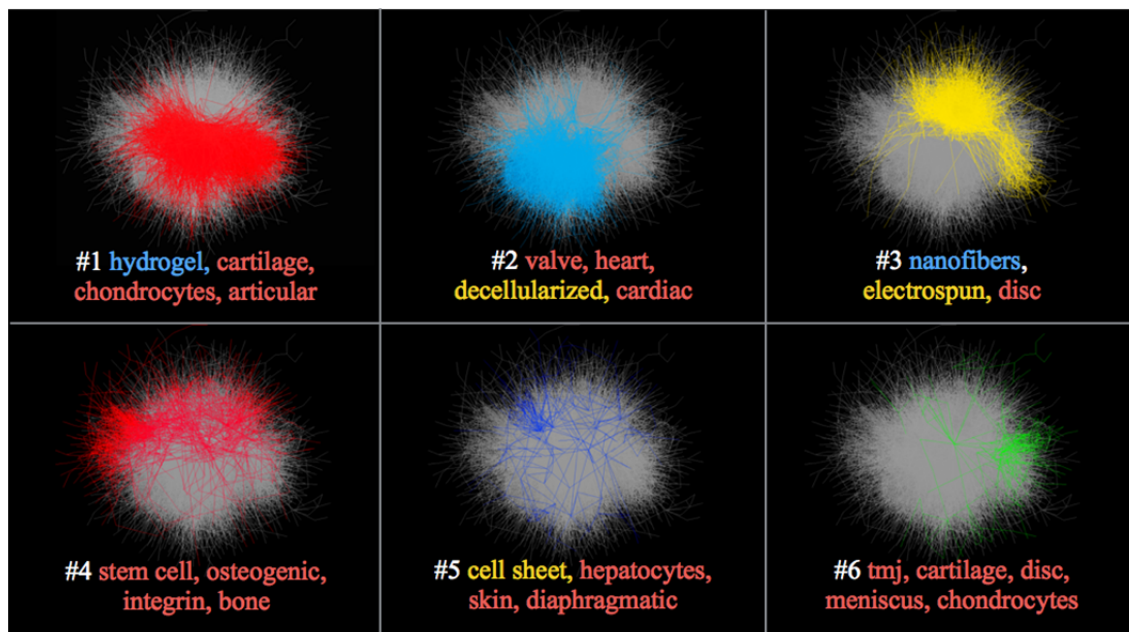 #1 hydrogel, cartilage,
chondrocytes, articular
#2 valve, heart,
decellularized, cardiac
#3 nanofibers,
electrospun, disc
#4 stem cell, osteogenic,
integrin, bone
#5 cell sheet, hepatocytes,
skin, diaphragmatic
#6 tmj, cartilage, disc,
meniscus, chondrocytes